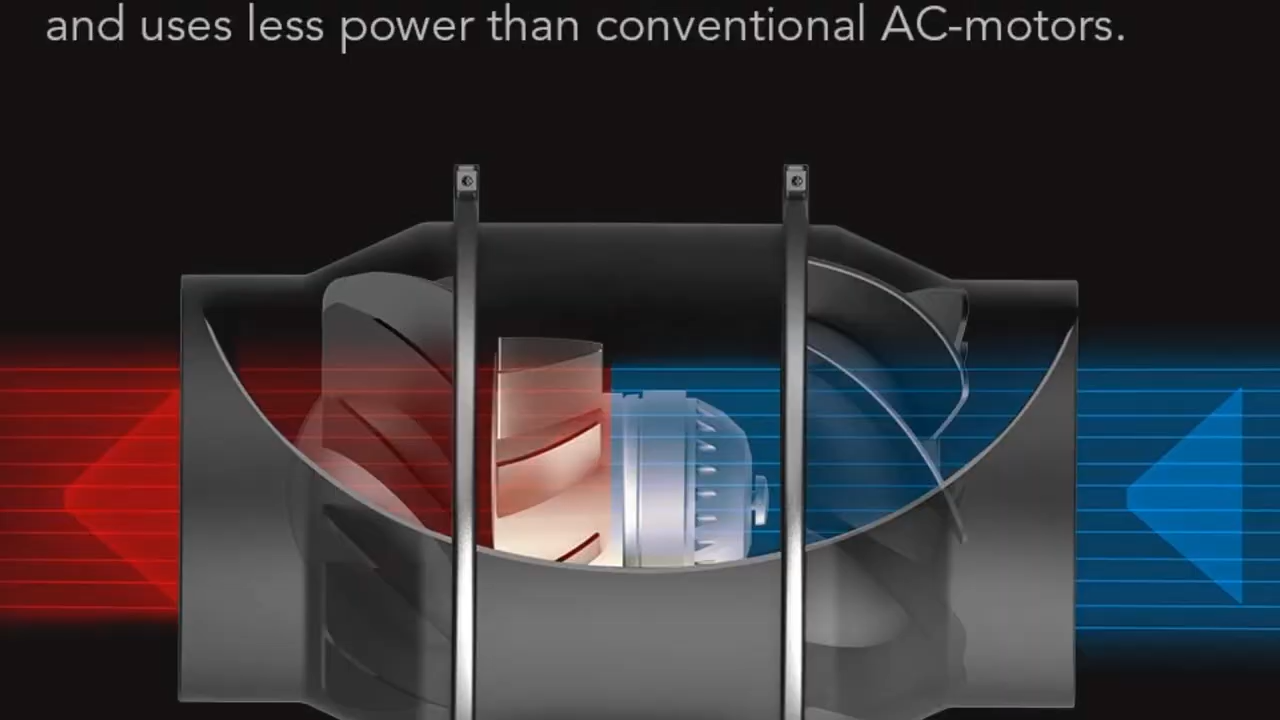 and uses less power than conventional AC-motors.